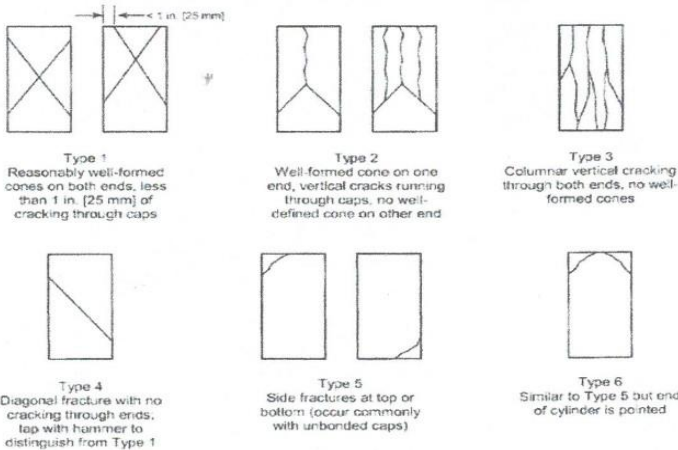 < 1 in. [25 mm]
Type 1
Reasonably well-formed
cones on both ends, less
than 1 in. [25 mm] of
cracking through caps
Type 2
Well-formed cone on one
end, vertical cracks running
through caps, no well-
defined cone on other end
Type 3
Columnar vertical cracking
through both ends, no well-
formed cones
Type 4
Diagonal fracture with no
cracking through ends,
tap with hammer to
distinguish from Type 1
Type 5
Side fractures at top or
bottom (occur commonly
with unbonded caps)
Type 6
Similar to Type 5 but end
of cylinder is pointed